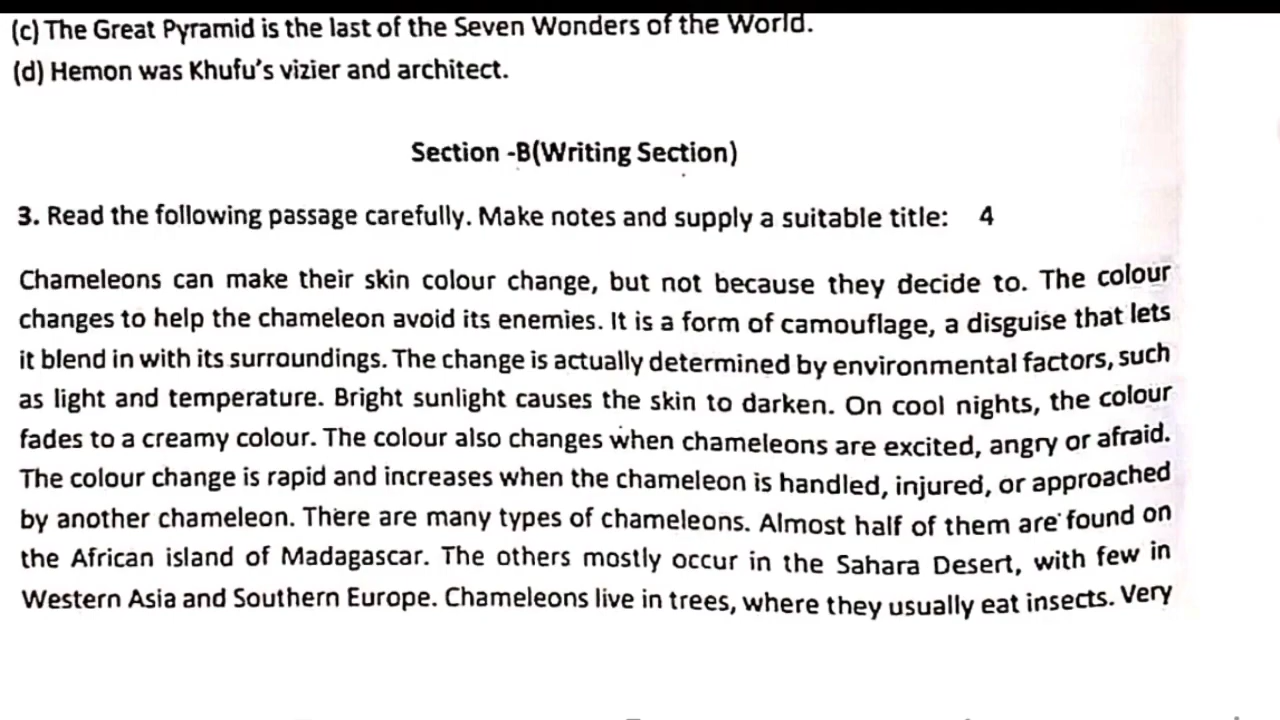 (c) The Great Pyramid is the last of the Seven Wonders of the World.
(d) Hemon was Khufu's vizier and architect.
Section -B(Writing Section)
3. Read the following passage carefully. Make notes and supply a suitable title: 4
Chameleons can make their skin colour change, but not because they decide to. The colour
changes to help the chameleon avoid its enemies. It is a form of camouflage, a disguise that lets
it blend in with its surroundings. The change is actually determined by environmental factors, such
as light and temperature. Bright sunlight causes the skin to darken. On cool nights, the colour
fades to a creamy colour. The colour also changes when chameleons are excited, angry or afraid.
The colour change is rapid and increases when the chameleon is handled, injured, or approached
by another chameleon. There are many types of chameleons. Almost half of them are found on
the African island of Madagascar. The others mostly occur in the Sahara Desert, with few in
Western Asia and Southern Europe. Chameleons live in trees, where they usually eat insects. Very